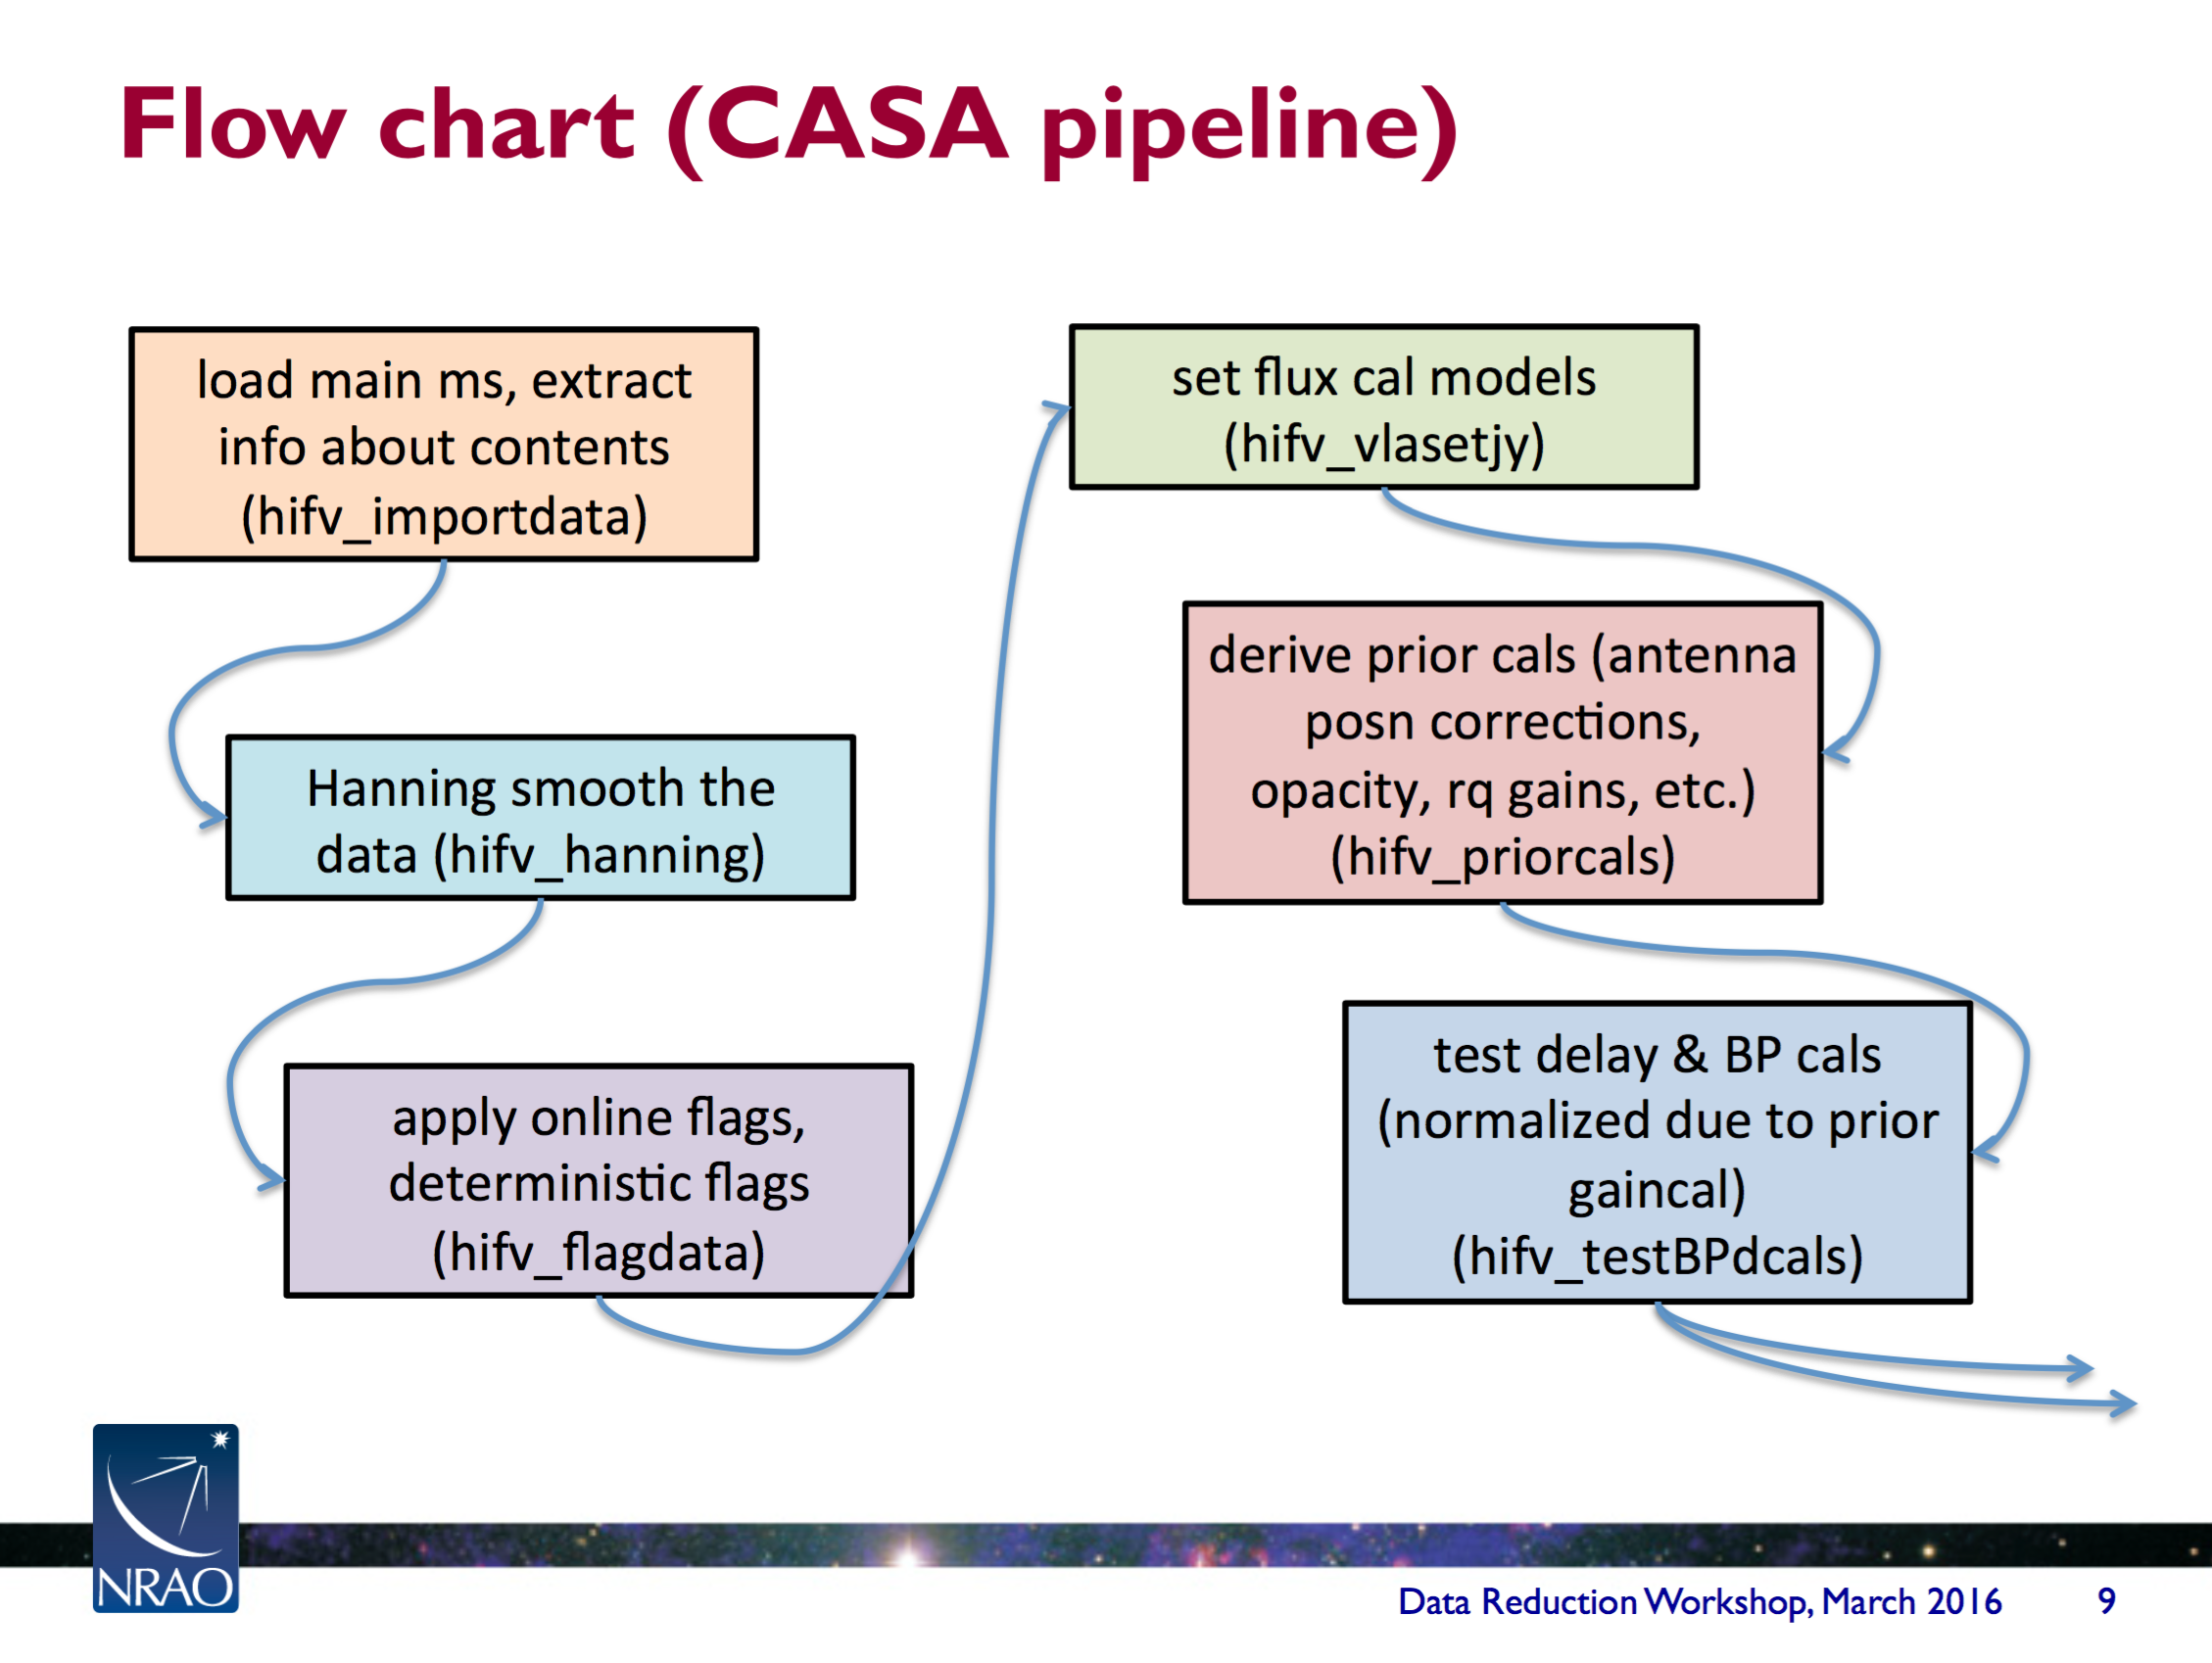 Flow chart (CASA pipeline)
load main ms, extract
info about contents
(hifv_importdata)
Hanning smooth the
data (hifv_hanning)
apply online flags,
deterministic flags
(hifv_flagdata)
set flux cal models
(hifv_vlasetjy)
derive prior cals (antenna
posn corrections,
opacity, rq gains, etc.)
(hifv_priorcals)
test delay & BP cals
(normalized due to prior
gaincal)
(hifv_testBPdcals)
NRAO
Data Reduction Workshop, March 2016
9